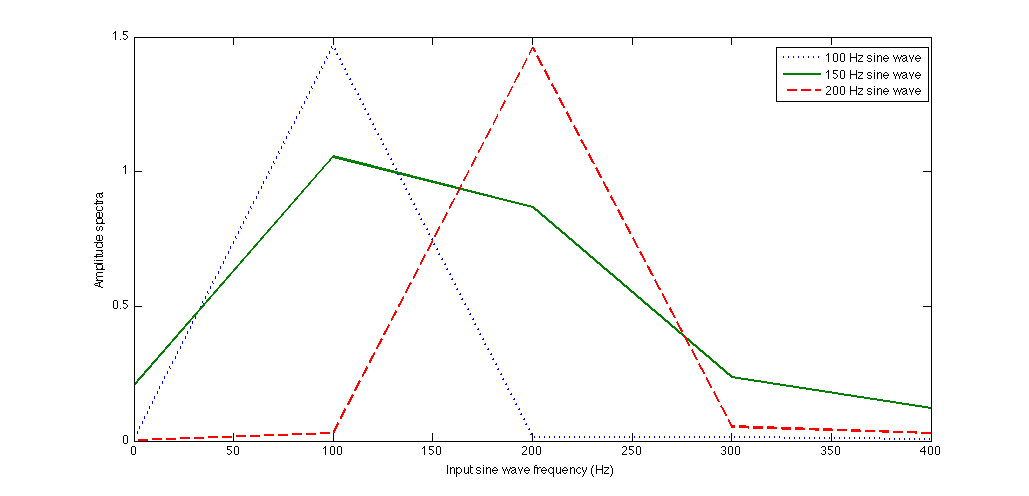 1.5
1
0.5
0
Amplitude spectra
100 Hz sine wave
150 Hz sine wave
200 Hz sine wave
0 50 100 150 200 250 300 350 400
Input sine wave frequency (Hz)